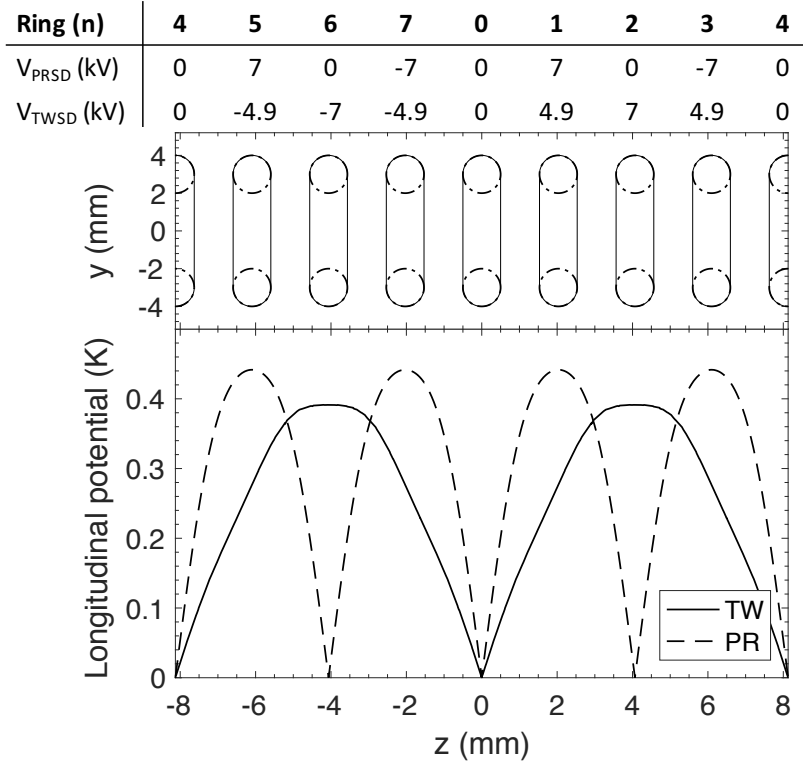 Ring (n) 4 5 6 7 0 1 2 3 4
V_PRSD (kV) 0 7 0 -7 0 7 0 -7 0
V_TWSD (kV) 0 -4.9 -7 -4.9 0 4.9 7 4.9 0
y (mm)
4
2
0
-2
-4
Longitudinal potential (K)
0.4
0.3
0.2
0.1
0
TW
PR
-8 -6 -4 -2 0 2 4 6 8
z (mm)